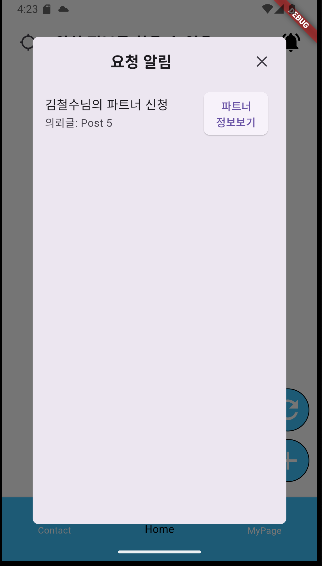 4:23
DEBUG
요청 알림
김철수님의 파트너 신청
의뢰글: Post 5
파트너
정보보기
Contact
Home
MyPage